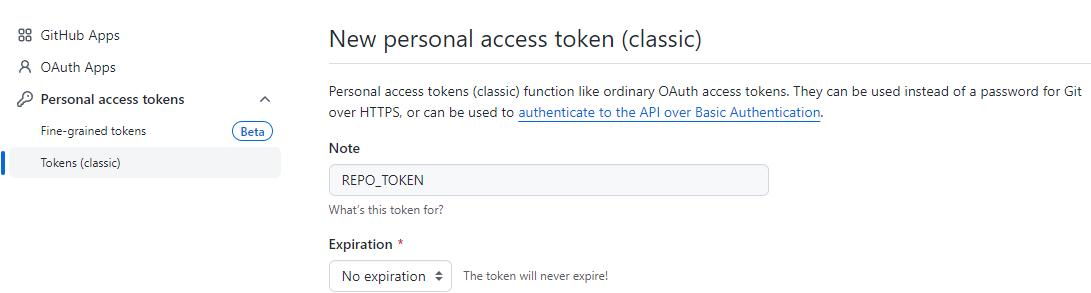 GitHub Apps
OAuth Apps
Personal access tokens
Fine-grained tokens
Beta
Tokens (classic)
New personal access token (classic)
Personal access tokens (classic) function like ordinary OAuth access tokens. They can be used instead of a password for Git
over HTTPS, or can be used to authenticate to the API over Basic Authentication.
Note
REPO_TOKEN
What's this token for?
Expiration *
No expiration
The token will never expire!